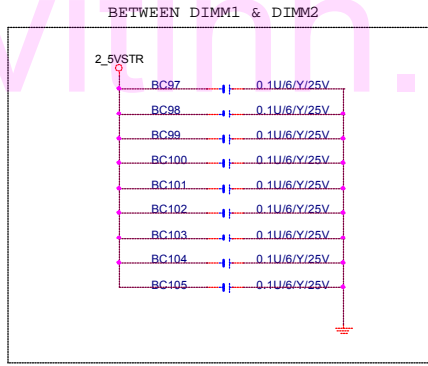 BETWEEN DIMM1 & DIMM2
2_5VSTR
BC97 0.1U/6/Y/25V
BC98 0.1U/6/Y/25V
BC99 0.1U/6/Y/25V
BC100 0.1U/6/Y/25V
BC101 0.1U/6/Y/25V
BC102 0.1U/6/Y/25V
BC103 0.1U/6/Y/25V
BC104 0.1U/6/Y/25V
BC105 0.1U/6/Y/25V